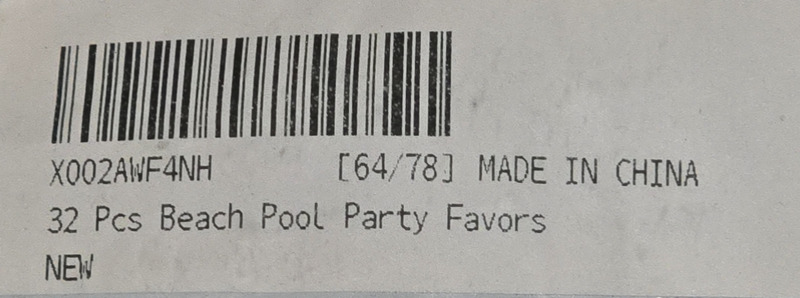 X002AWF4NH [64/78] MADE IN CHINA
32 Pcs Beach Pool Party Favors
NEW